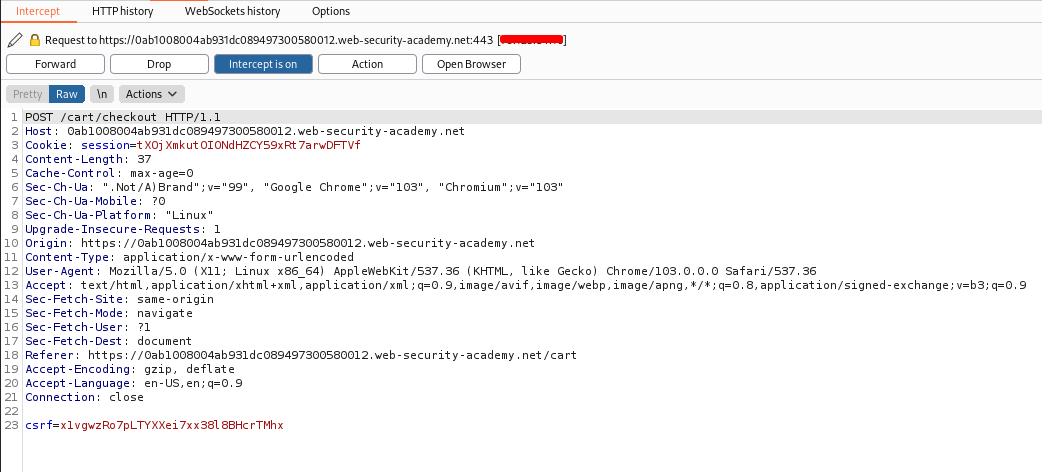 Intercept HTTP history WebSockets history Options
Request to https://0ab1008004ab931dc089497300580012.web-security-academy.net:443 [ ]
Forward Drop Intercept is on Action Open Browser
Pretty Raw \n Actions
1 POST /cart/checkout HTTP/1.1
2 Host: 0ab1008004ab931dc089497300580012.web-security-academy.net
3 Cookie: session=tXOjXmkutOIONdHZCY59xRt7arwDFTVf
4 Content-Length: 37
5 Cache-Control: max-age=0
6 Sec-Ch-Ua: ".Not/A)Brand";v="99", "Google Chrome";v="103", "Chromium";v="103"
7 Sec-Ch-Ua-Mobile: ?0
8 Sec-Ch-Ua-Platform: "Linux"
9 Upgrade-Insecure-Requests: 1
10 Origin: https://0ab1008004ab931dc089497300580012.web-security-academy.net
11 Content-Type: application/x-www-form-urlencoded
12 User-Agent: Mozilla/5.0 (X11; Linux x86_64) AppleWebKit/537.36 (KHTML, like Gecko) Chrome/103.0.0.0 Safari/537.36
13 Accept: text/html,application/xhtml+xml,application/xml;q=0.9,image/avif,image/webp,image/apng,*/*;q=0.8,application/signed-exchange;v=b3;q=0.9
14 Sec-Fetch-Site: same-origin
15 Sec-Fetch-Mode: navigate
16 Sec-Fetch-User: ?1
17 Sec-Fetch-Dest: document
18 Referer: https://0ab1008004ab931dc089497300580012.web-security-academy.net/cart
19 Accept-Encoding: gzip, deflate
20 Accept-Language: en-US,en;q=0.9
21 Connection: close
22
23 csrf=x1vgwzRo7pLTYXXei7xx38l8BHcrTMhx